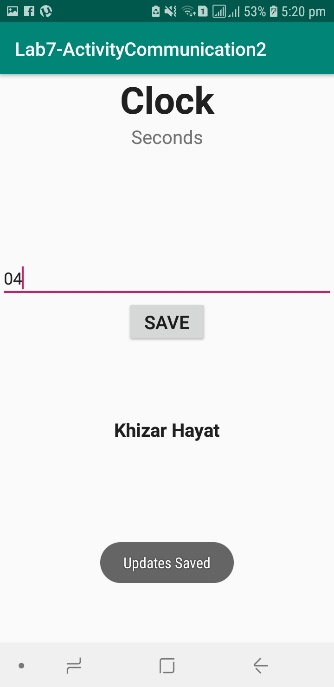 53% 5:20 pm
Lab7-ActivityCommunication2
Clock
Seconds
04
SAVE
Khizar Hayat
Updates Saved